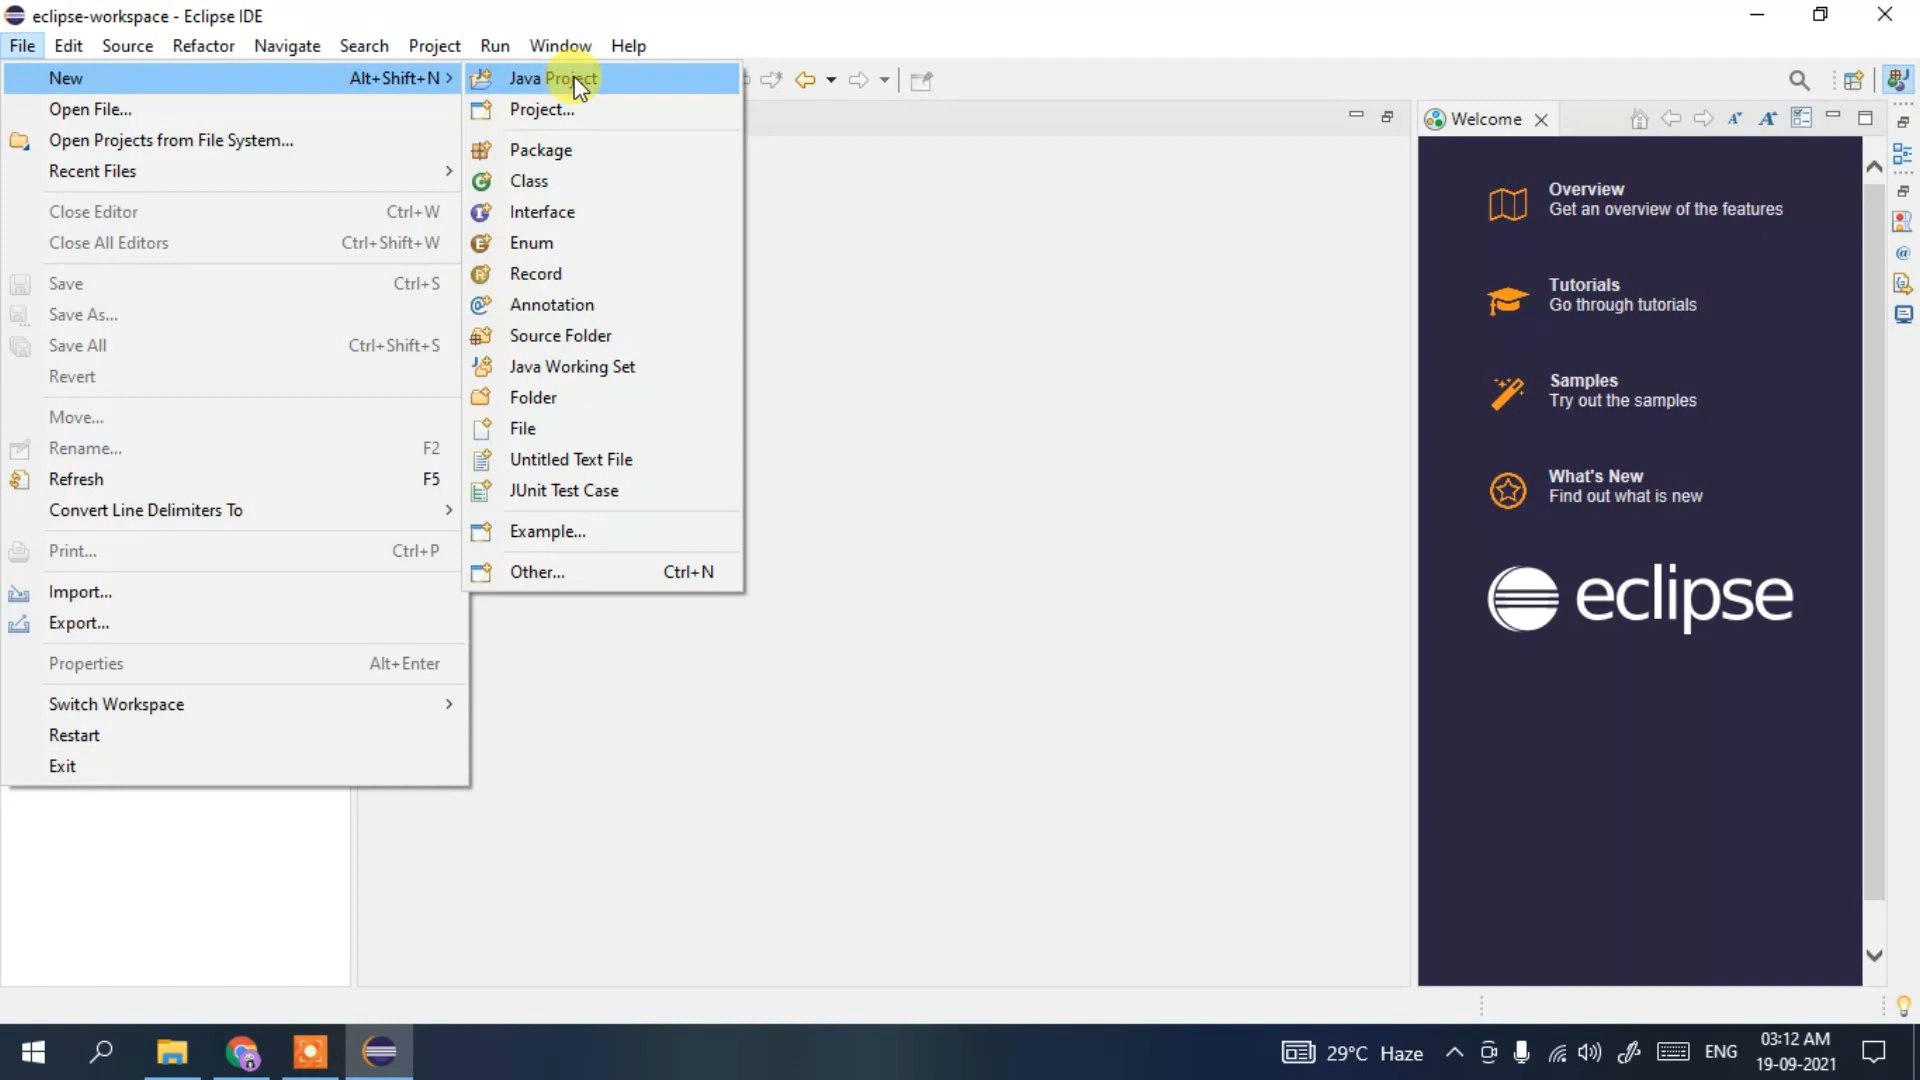 eclipse-workspace - Eclipse IDE
File Edit Source Refactor Navigate Search Project Run Window Help
New Alt+Shift+N >
Open File...
Open Projects from File System...
Recent Files >
Close Editor Ctrl+W
Close All Editors Ctrl+Shift+W
Save Ctrl+S
Save As...
Save All Ctrl+Shift+S
Revert
Move...
Rename... F2
Refresh F5
Convert Line Delimiters To >
Print... Ctrl+P
Import...
Export...
Properties Alt+Enter
Switch Workspace >
Restart
Exit
Java Project
Project...
Package
Class
Interface
Enum
Record
Annotation
Source Folder
Java Working Set
Folder
File
Untitled Text File
JUnit Test Case
Example...
Other... Ctrl+N
Welcome
Overview
Get an overview of the features
Tutorials
Go through tutorials
Samples
Try out the samples
What's New
Find out what is new
eclipse
29°C Haze
ENG
03:12 AM
19-09-2021